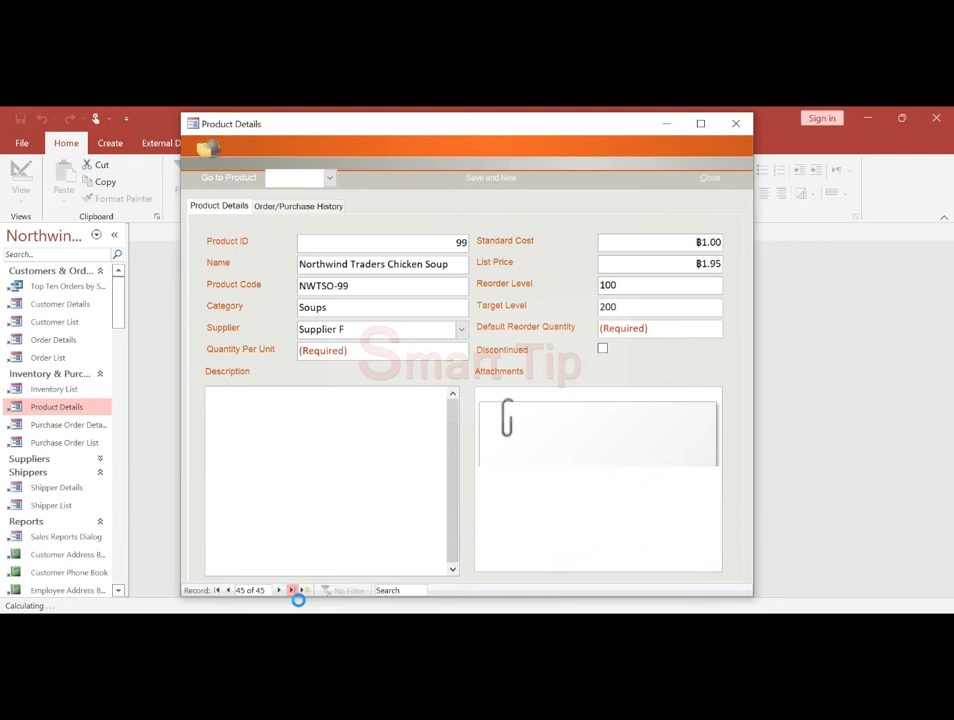 Sign in
Product Details
File
Home
Create
External D
Cut
Copy
Format Painter
View
Paste
Views
Clipboard
Go to Product
Save and New
Close
Product Details
Order/Purchase History
Northwin...
Search...
Customers & Ord...
Top Ten Orders by S...
Customer Details
Customer List
Order Details
Order List
Inventory & Purc...
Inventory List
Product Details
Purchase Order Deta...
Purchase Order List
Suppliers
Shippers
Shipper Details
Shipper List
Reports
Sales Reports Dialog
Customer Address B...
Customer Phone Book
Employee Address B...
Product ID 99
Name Northwind Traders Chicken Soup
Product Code NWTSO-99
Category Soups
Supplier Supplier F
Quantity Per Unit (Required)
Description
Standard Cost ฿1.00
List Price ฿1.95
Reorder Level 100
Target Level 200
Default Reorder Quantity (Required)
Discontinued
Attachments
Smart Tip
Record: 45 of 45 No Filter Search
Calculating . . .